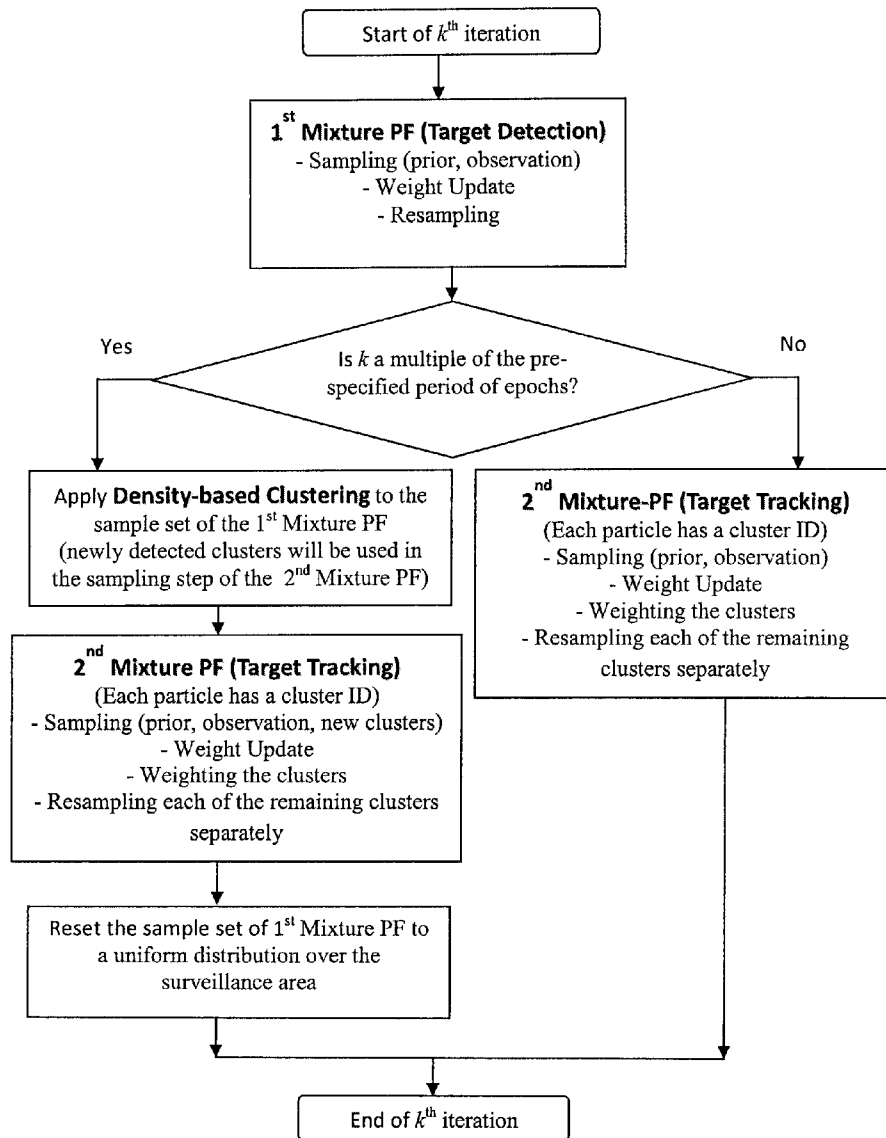 Start of kth iteration
1st Mixture PF (Target Detection)
- Sampling (prior, observation)
- Weight Update
- Resampling
Yes
No
Is k a multiple of the pre-
specified period of epochs?
Apply Density-based Clustering to the
sample set of the 1st Mixture PF
(newly detected clusters will be used in
the sampling step of the 2nd Mixture PF)
2nd Mixture-PF (Target Tracking)
(Each particle has a cluster ID)
- Sampling (prior, observation)
- Weight Update
- Weighting the clusters
- Resampling each of the remaining
clusters separately
2nd Mixture PF (Target Tracking)
(Each particle has a cluster ID)
- Sampling (prior, observation, new clusters)
- Weight Update
- Weighting the clusters
- Resampling each of the remaining clusters
separately
Reset the sample set of 1st Mixture PF to
a uniform distribution over the
surveillance area
End of kth iteration